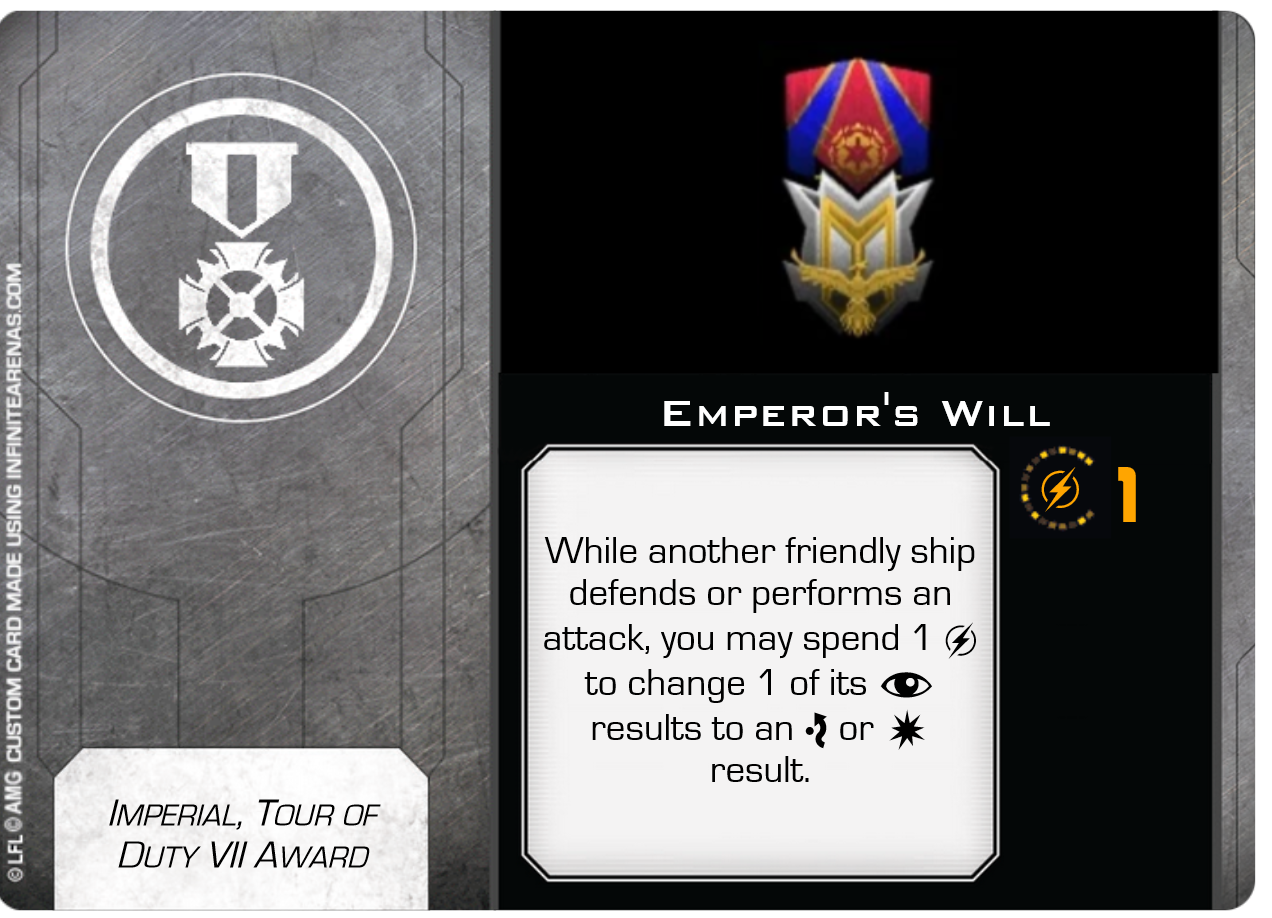 © LFL © AMG CUSTOM CARD MADE USING INFINITEARENAS.COM
EMPEROR'S WILL
1
While another friendly ship
defends or performs an
attack, you may spend 1
to change 1 of its
results to an or
result.
IMPERIAL, TOUR OF
DUTY VII AWARD